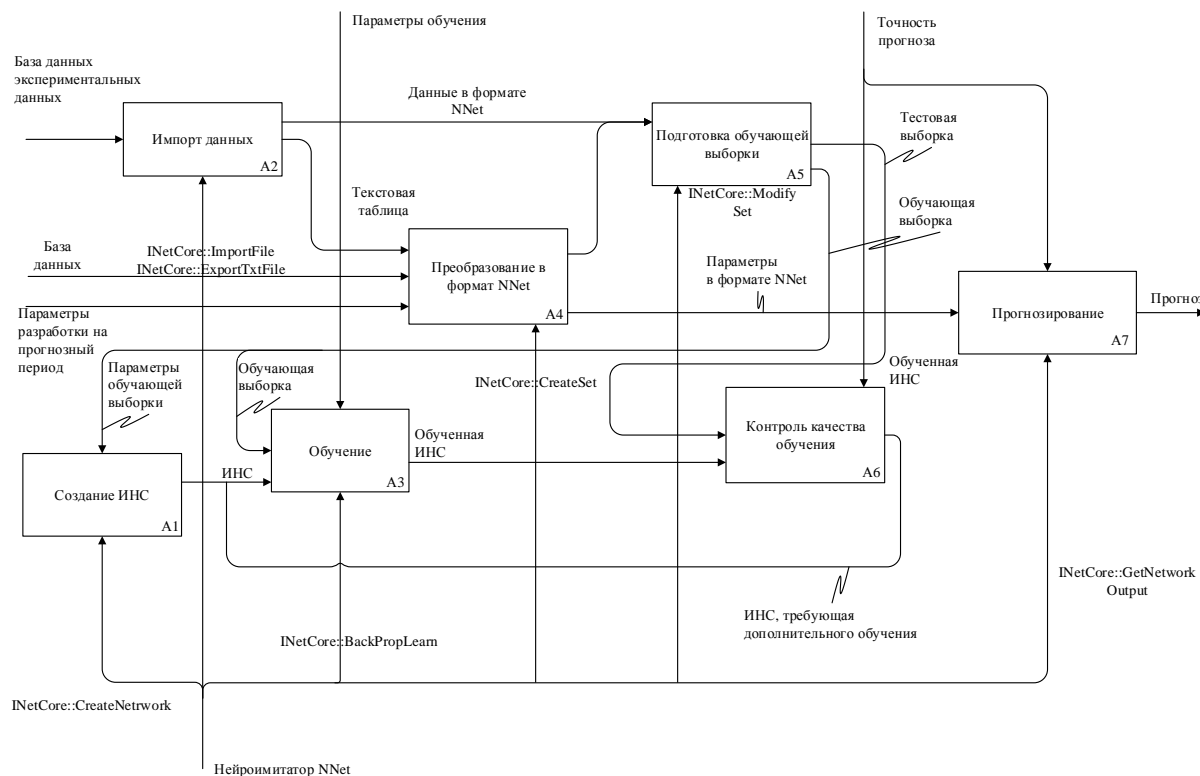 Параметры обучения
Точность
прогноза
База данных
экспериментальных
данных
Данные в формате
NNet
Тестовая
выборка
Импорт данных
A2
Подготовка обучающей
выборки
A5
Текстовая
таблица
INetCore::Modify
Set
Обучающая
выборка
База
данных
INetCore::ImportFile
INetCore::ExportTxtFile
Преобразование в
формат NNet
A4
Параметры
в формате NNet
Прогнозирование
A7
Прогноз
Параметры
разработки на
прогнозный
период
Параметры
обучающей
выборки
Обучающая
выборка
INetCore::CreateSet
Обученная
ИНС
Обучение
A3
Обученная
ИНС
Контроль качества
обучения
A6
Создание ИНС
A1
ИНС
INetCore::GetNetwork
Output
ИНС, требующая
дополнительного обучения
INetCore::BackPropLearn
INetCore::CreateNetrwork
Нейроимитатор NNet